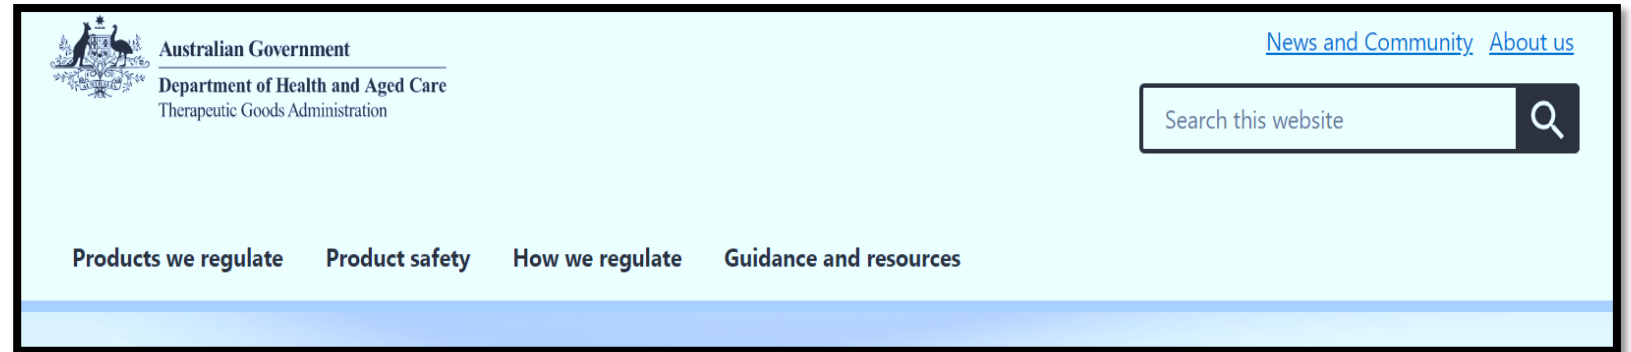 Australian Government
Department of Health and Aged Care
Therapeutic Goods Administration
News and Community About us
Search this website
Products we regulate Product safety How we regulate Guidance and resources